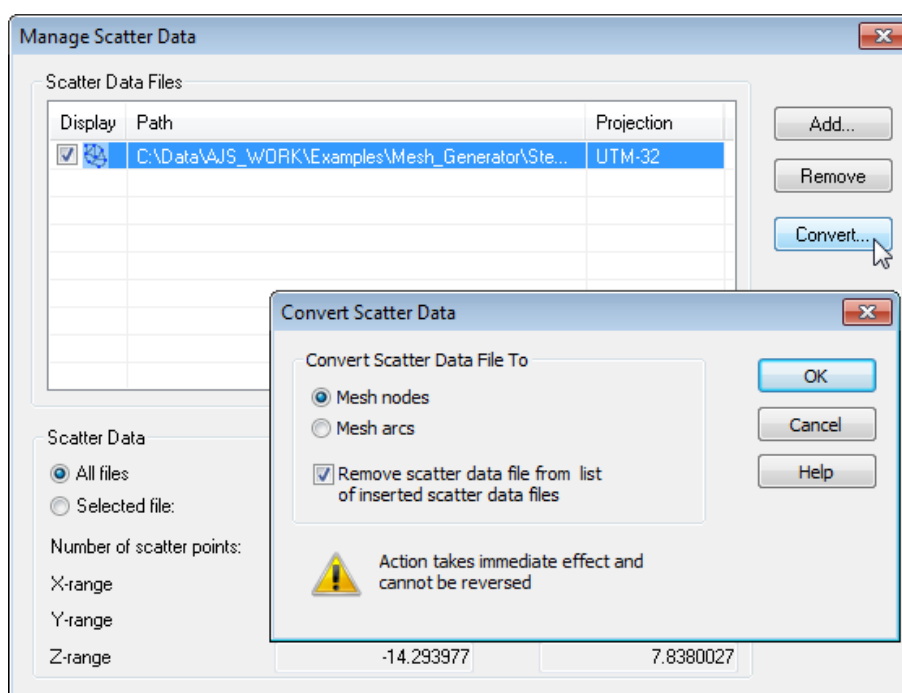 Manage Scatter Data
Scatter Data Files
Display Path Projection
C:\Data\AJS_WORK\Examples\Mesh_Generator\Ste... UTM-32
Add...
Remove
Convert...
Convert Scatter Data
Convert Scatter Data File To
Mesh nodes
Mesh arcs
Remove scatter data file from list
of inserted scatter data files
OK
Cancel
Help
Action takes immediate effect and
cannot be reversed
Scatter Data
All files
Selected file:
Number of scatter points:
X-range
Y-range
Z-range -14.293977 7.8380027